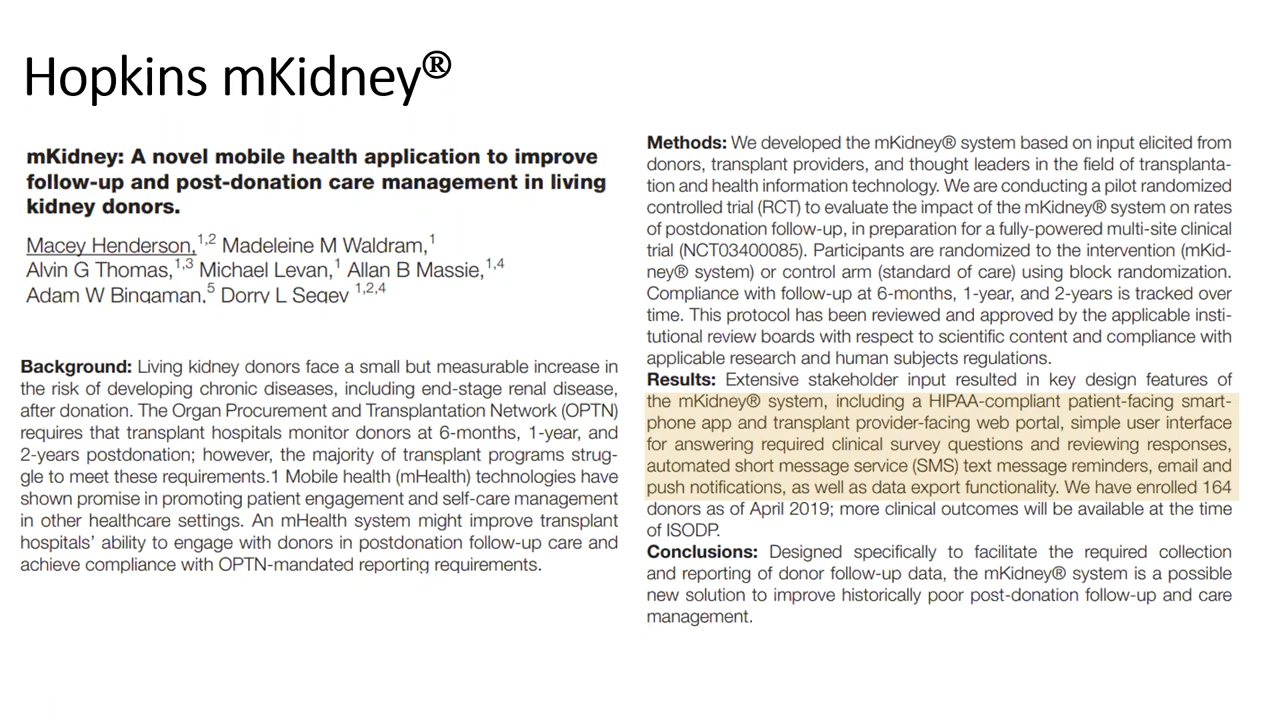 Hopkins mKidney®
mKidney: A novel mobile health application to improve
follow-up and post-donation care management in living
kidney donors.
Macey Henderson,1,2 Madeleine M Waldram,1
Alvin G Thomas,1,3 Michael Levan,1 Allan B Massie,1,4
Adam W Bingaman,5 Dorry L Segev 1,2,4
Background: Living kidney donors face a small but measurable increase in
the risk of developing chronic diseases, including end-stage renal disease,
after donation. The Organ Procurement and Transplantation Network (OPTN)
requires that transplant hospitals monitor donors at 6-months, 1-year, and
2-years postdonation; however, the majority of transplant programs strug-
gle to meet these requirements.1 Mobile health (mHealth) technologies have
shown promise in promoting patient engagement and self-care management
in other healthcare settings. An mHealth system might improve transplant
hospitals’ ability to engage with donors in postdonation follow-up care and
achieve compliance with OPTN-mandated reporting requirements.
Methods: We developed the mKidney® system based on input elicited from
donors, transplant providers, and thought leaders in the field of transplanta-
tion and health information technology. We are conducting a pilot randomized
controlled trial (RCT) to evaluate the impact of the mKidney® system on rates
of postdonation follow-up, in preparation for a fully-powered multi-site clinical
trial (NCT03400085). Participants are randomized to the intervention (mKid-
ney® system) or control arm (standard of care) using block randomization.
Compliance with follow-up at 6-months, 1-year, and 2-years is tracked over
time. This protocol has been reviewed and approved by the applicable insti-
tutional review boards with respect to scientific content and compliance with
applicable research and human subjects regulations.
Results: Extensive stakeholder input resulted in key design features of
the mKidney® system, including a HIPAA-compliant patient-facing smart-
phone app and transplant provider-facing web portal, simple user interface
for answering required clinical survey questions and reviewing responses,
automated short message service (SMS) text message reminders, email and
push notifications, as well as data export functionality. We have enrolled 164
donors as of April 2019; more clinical outcomes will be available at the time
of ISODP.
Conclusions: Designed specifically to facilitate the required collection
and reporting of donor follow-up data, the mKidney® system is a possible
new solution to improve historically poor post-donation follow-up and care
management.